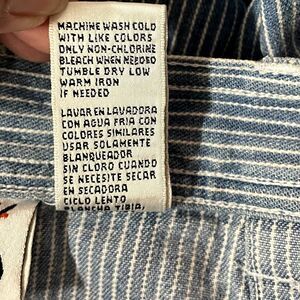 MACHINE WASH COLD
WITH LIKE COLORS
ONLY NON-CHLORINE
BLEACH WHEN NEEDED
TUMBLE DRY LOW
WARM IRON
IF NEEDED
LAVAR EN LAVADORA
CON AGUA FRIA CON
COLORES SIMILARES
USAR SOLAMENTE
BLANQUEADOR
SIN CLORO CUANDO
SE NECESITE SECAR
EN SECADORA
CICLO LENTO
PLANCHA TIBIA,